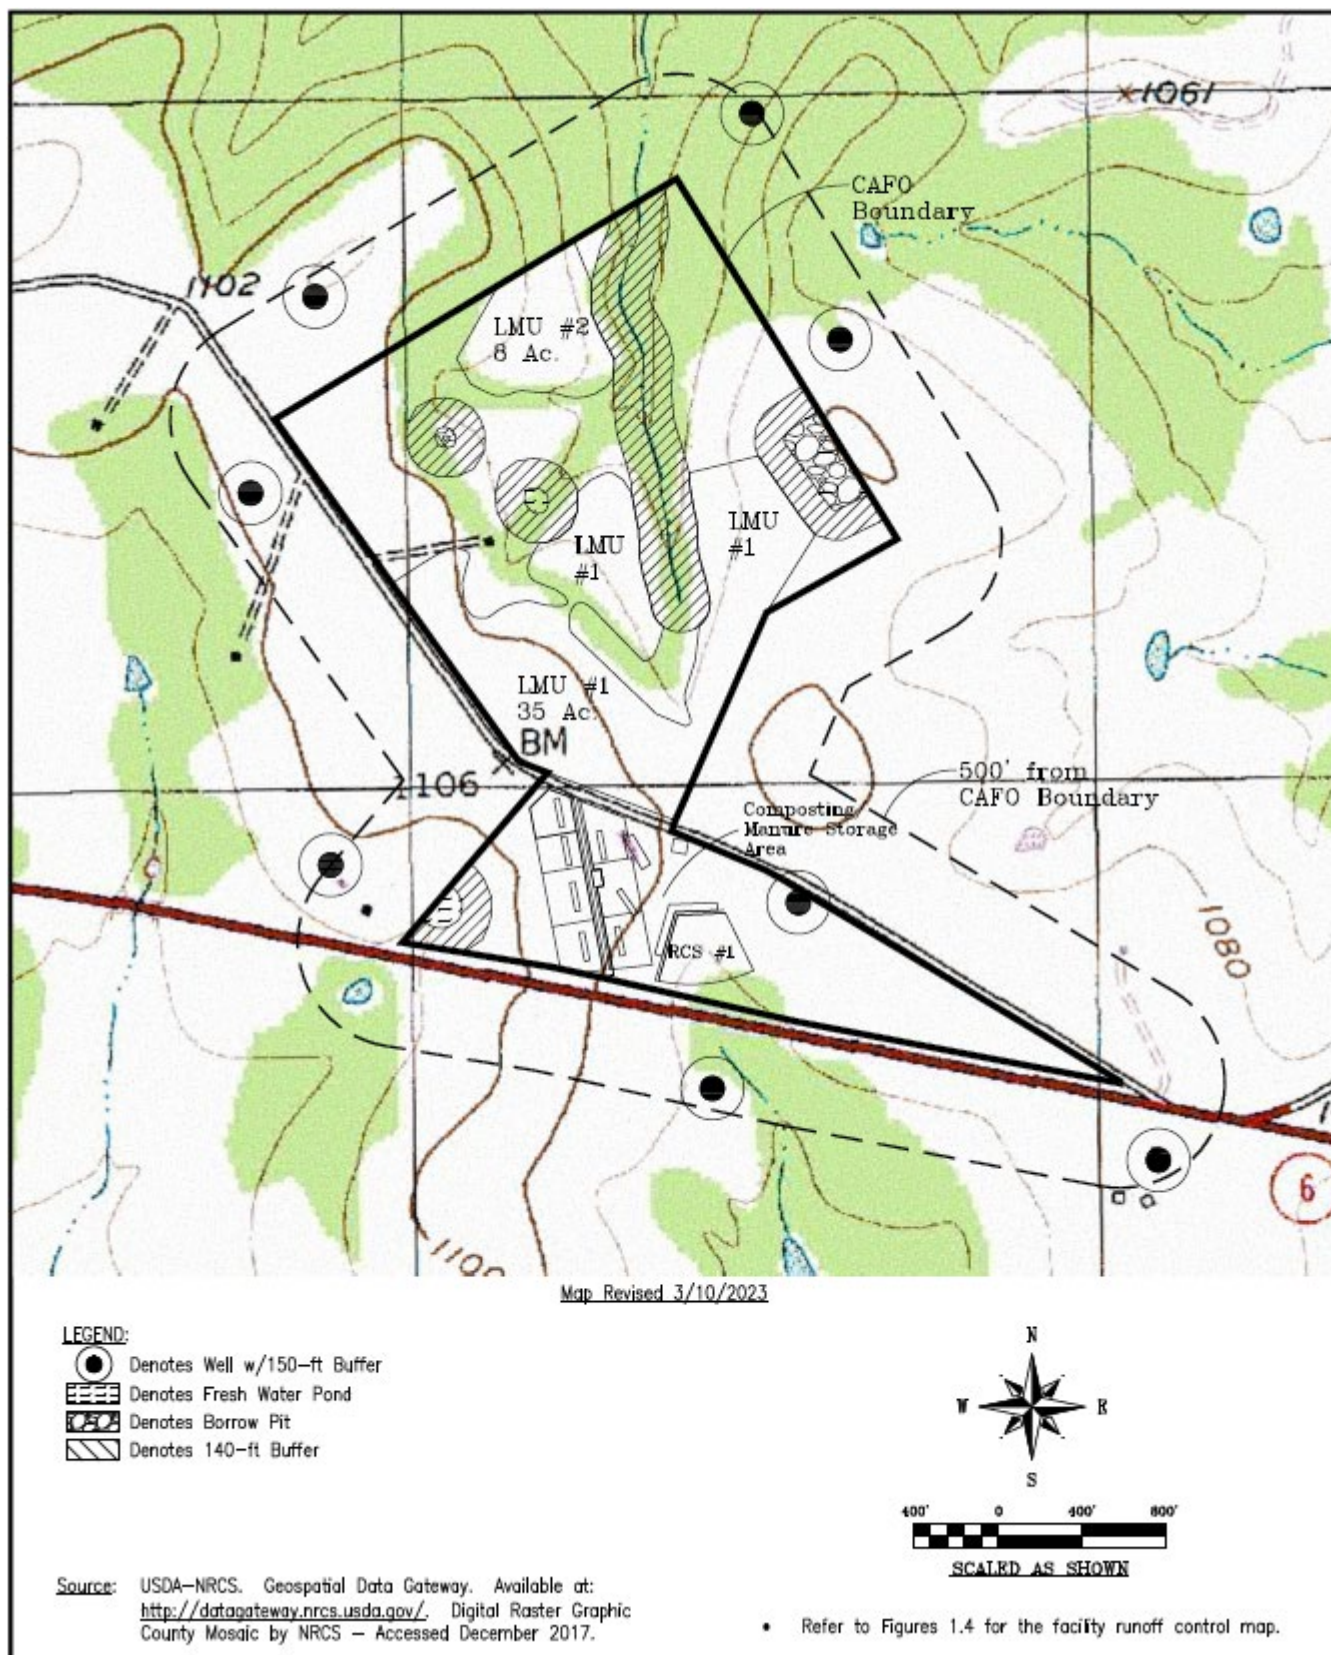 1061
CAFO
Boundary
1102
LMU #2
8 Ac.
LMU
#1
LMU
#1
LMU #1
35 Ac.
BM
1106
500' from
CAFO Boundary
Composting
Manure Storage
Area
RCS #1
1080
6
1100
Map Revised 3/10/2023
LEGEND:
Denotes Well w/150-ft Buffer
Denotes Fresh Water Pond
Denotes Borrow Pit
Denotes 140-ft Buffer
N
W E
S
400' 0 400' 800'
SCALED AS SHOWN
Source: USDA-NRCS. Geospatial Data Gateway. Available at:
http://datagateway.nrcs.usda.gov/. Digital Raster Graphic
County Mosaic by NRCS - Accessed December 2017.
• Refer to Figures 1.4 for the facility runoff control map.